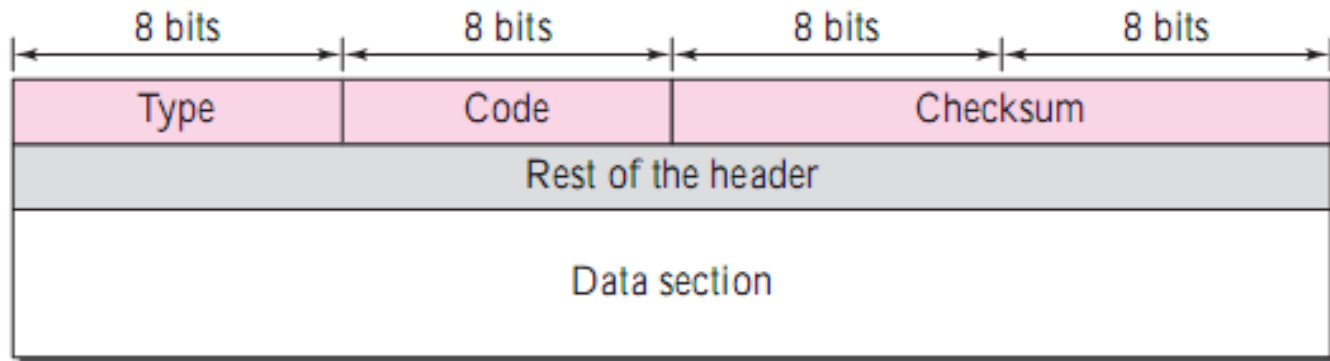 8 bits 8 bits 8 bits 8 bits
Type Code Checksum
Rest of the header
Data section